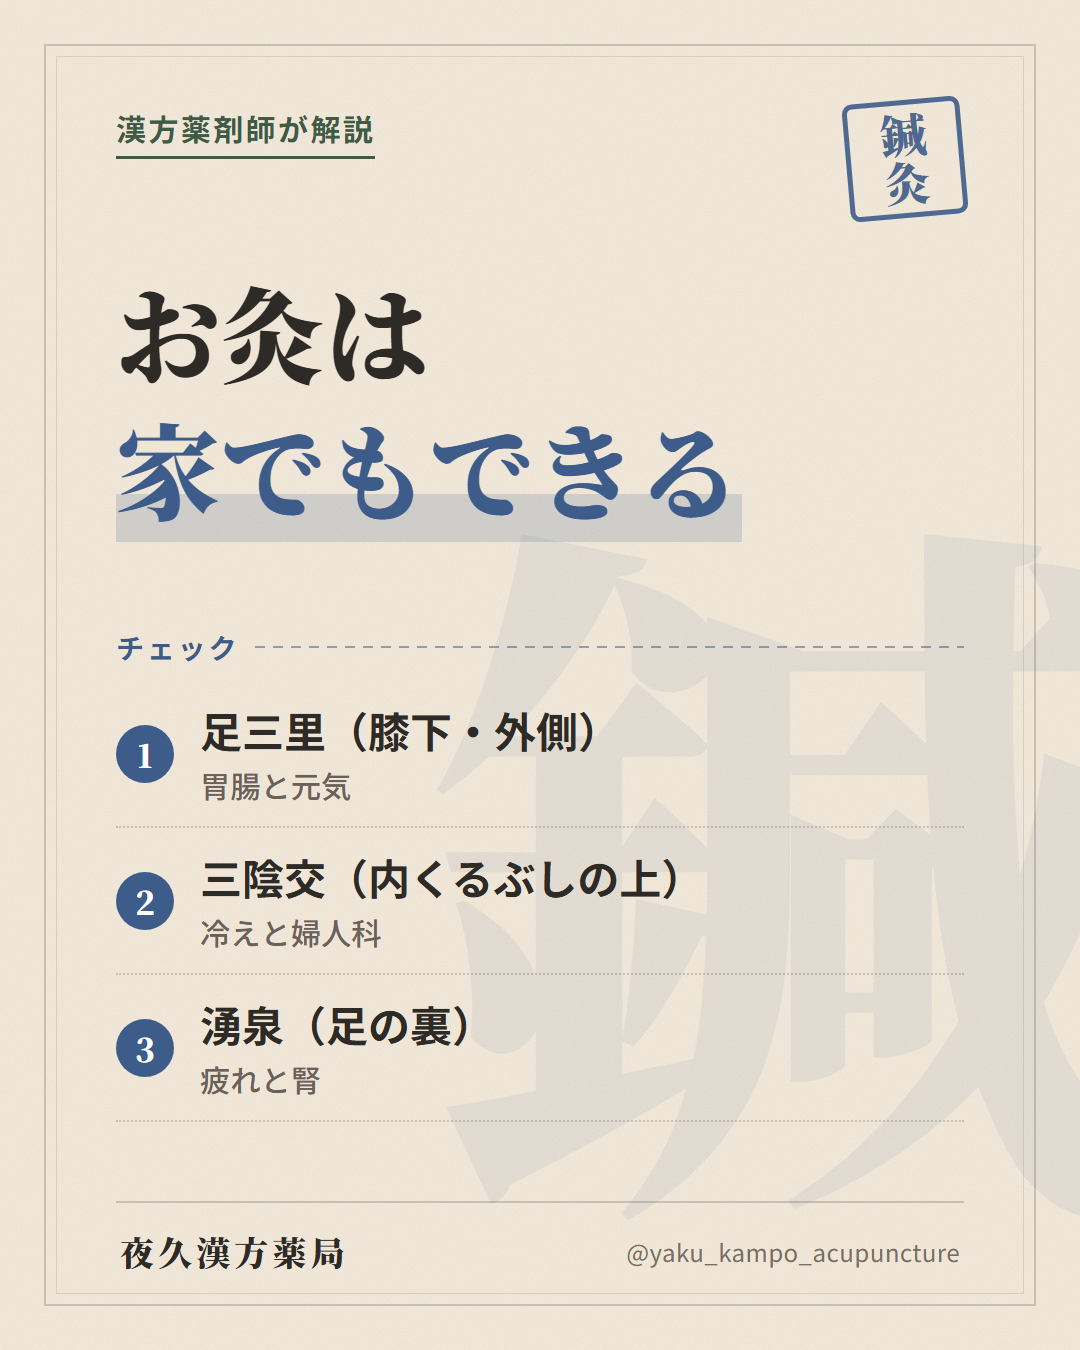 漢方薬剤師が解説
鍼
灸
お灸は
家でもできる
チェック
1
足三里（膝下・外側）
胃腸と元気
2
三陰交（内くるぶしの上）
冷えと婦人科
3
湧泉（足の裏）
疲れと腎
鍼
夜久漢方薬局
@yaku_kampo_acupuncture